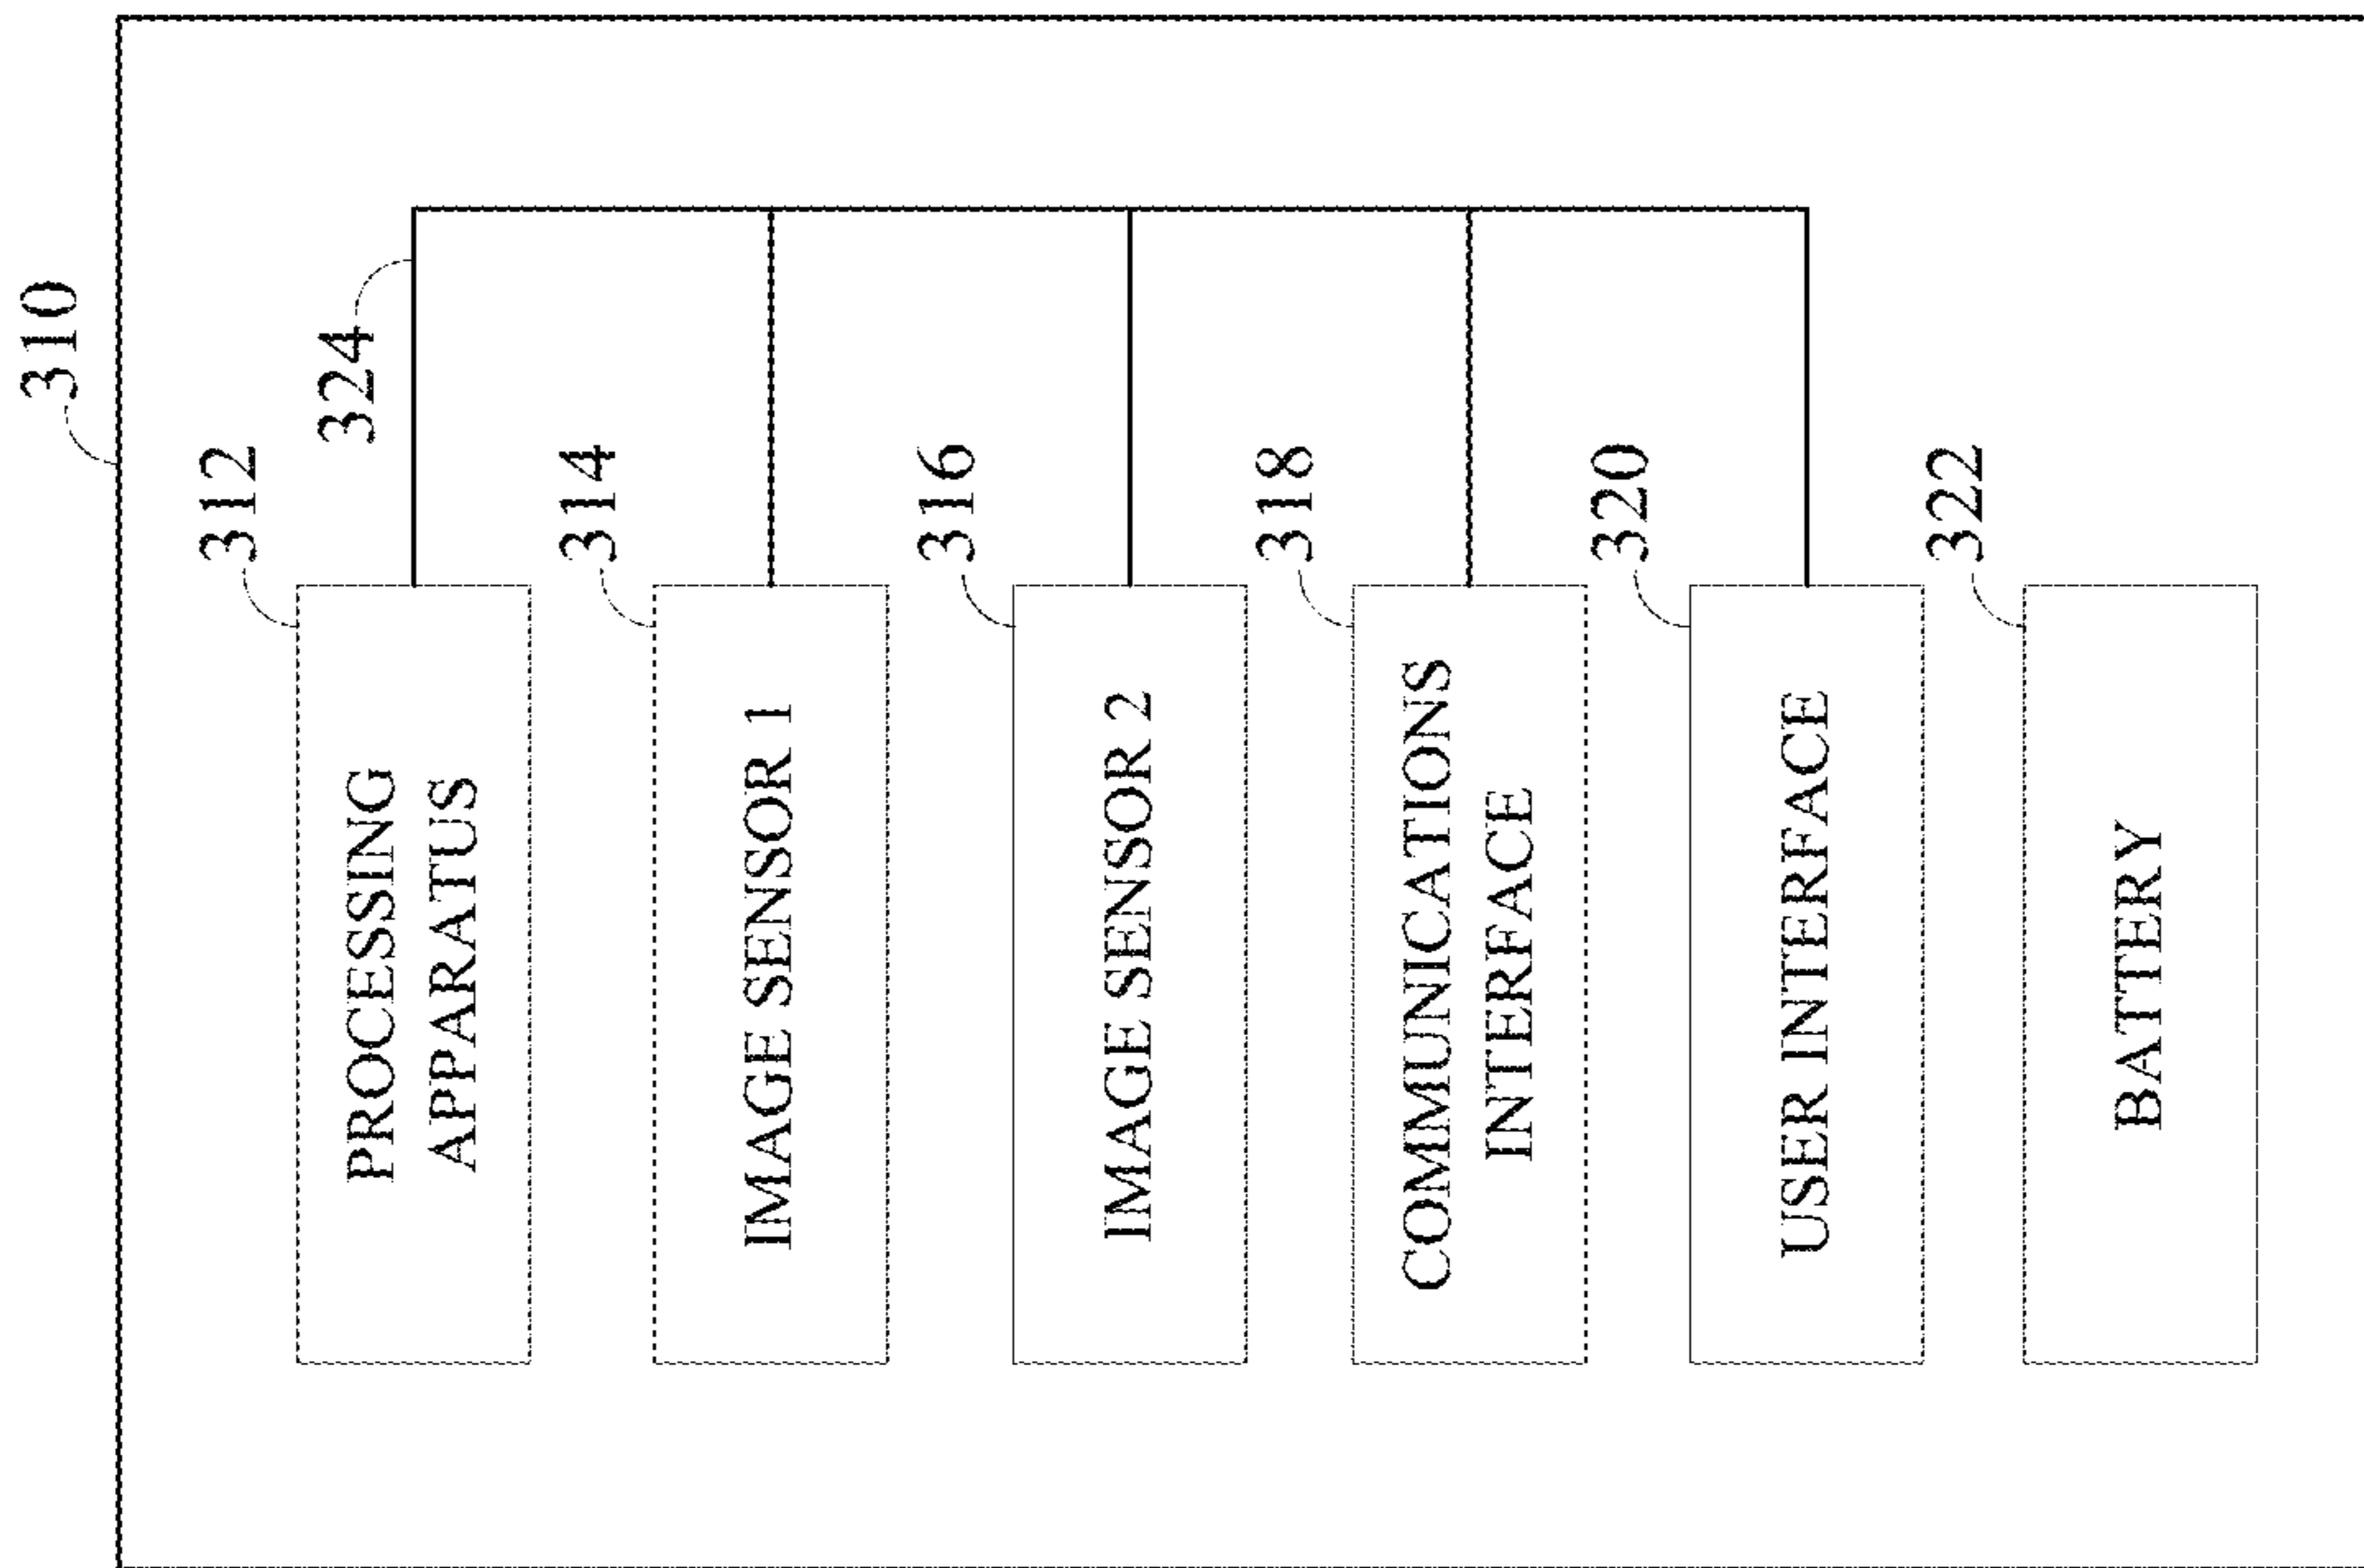 310
324
312
PROCESSING
APPARATUS
314
IMAGE SENSOR 1
316
IMAGE SENSOR 2
318
COMMUNICATIONS
INTERFACE
320
USER INTERFACE
322
BATTERY